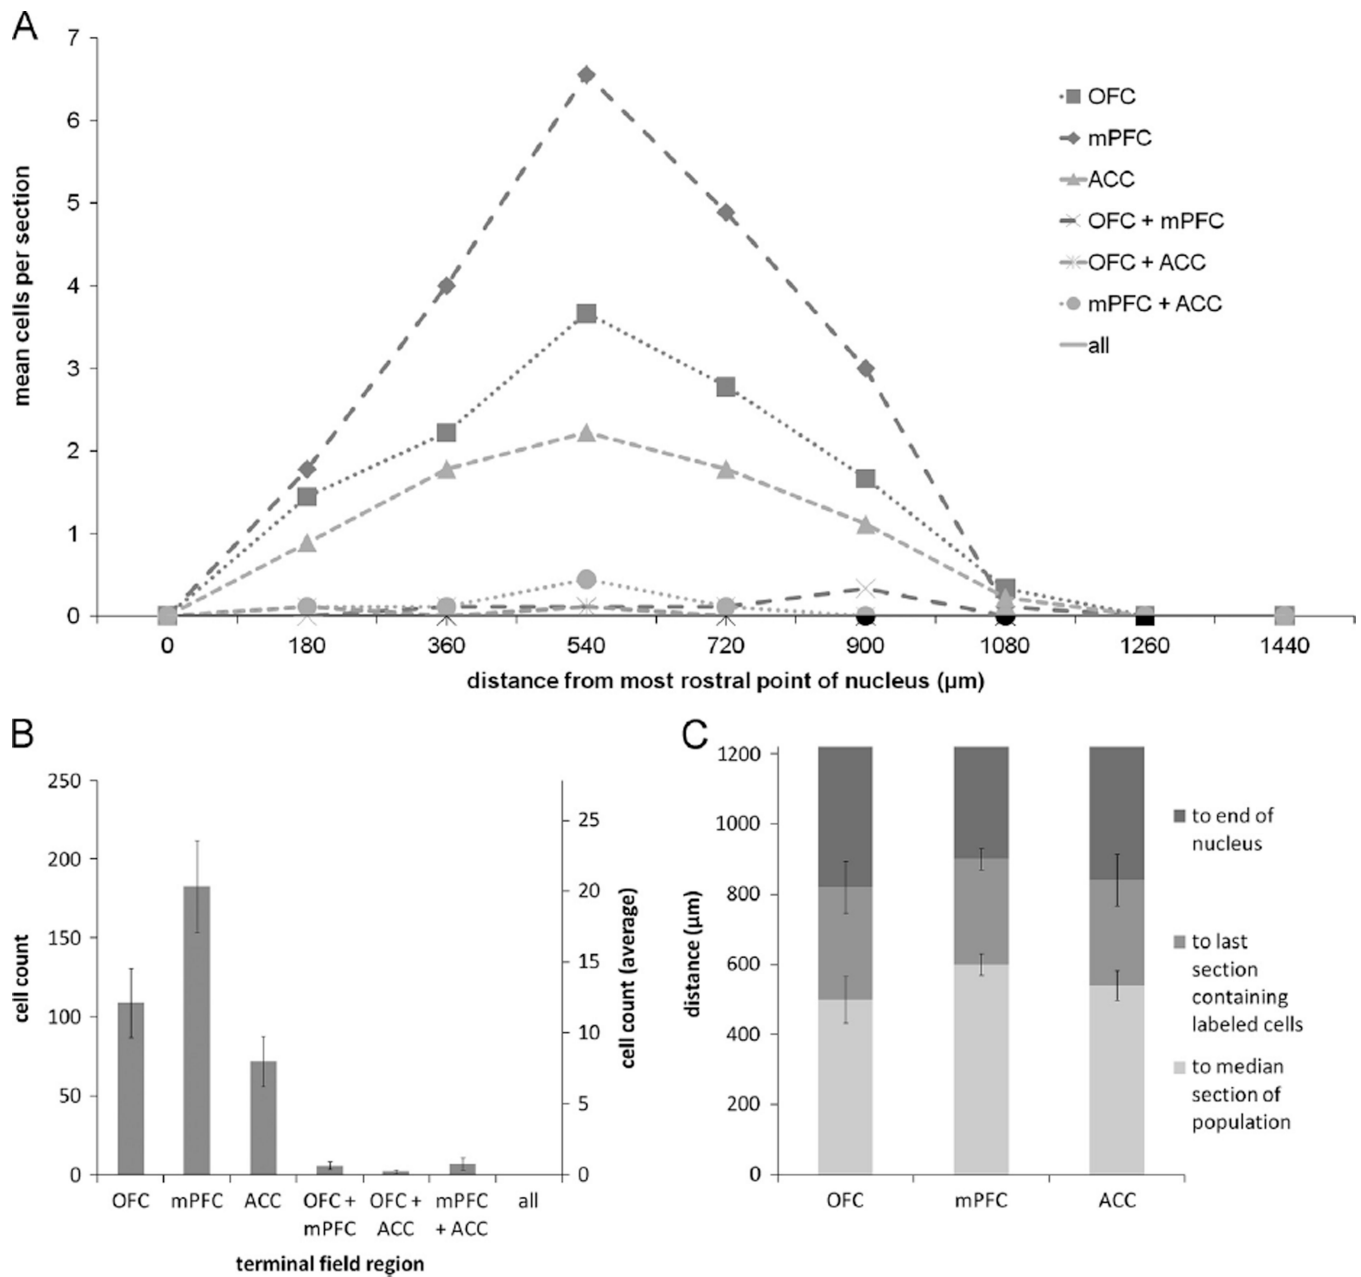 A
7
6
5
4
3
2
1
0
mean cells per section
0 180 360 540 720 900 1080 1260 1440
distance from most rostral point of nucleus (µm)
OFC
mPFC
ACC
OFC + mPFC
OFC + ACC
mPFC + ACC
all
B
250
200
150
100
50
0
cell count
25
20
15
10
5
0
cell count (average)
OFC mPFC ACC OFC + OFC + mPFC all
mPFC ACC + ACC
terminal field region
C
1200
1000
800
600
400
200
0
distance (µm)
OFC mPFC ACC
to end of
nucleus
to last
section
containing
labeled cells
to median
section of
population